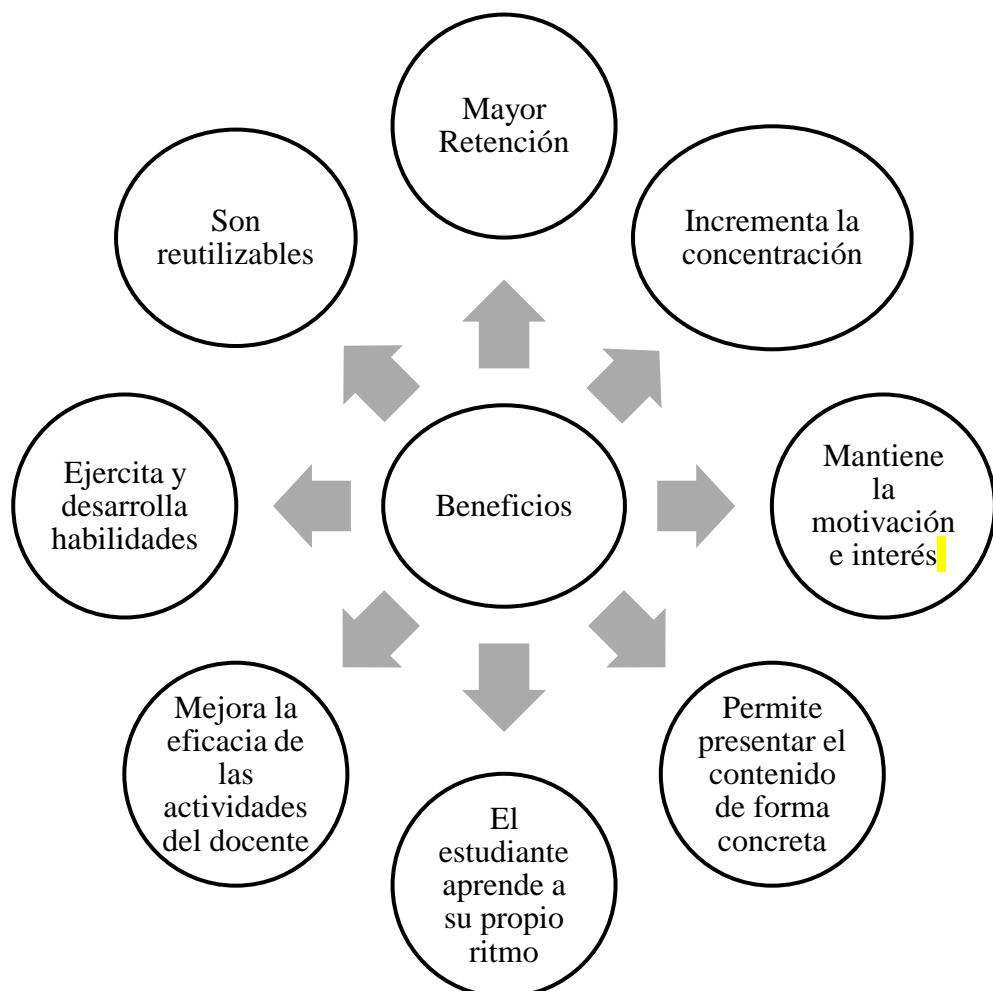 Mayor
Retención
Incrementa la
concentración
Mantiene
la
motivación
e interés
Permite
presentar el
contenido
de forma
concreta
El
estudiante
aprende a
su propio
ritmo
Mejora la
eficacia de
las
actividades
del docente
Ejercita y
desarrolla
habilidades
Son
reutilizables
Beneficios